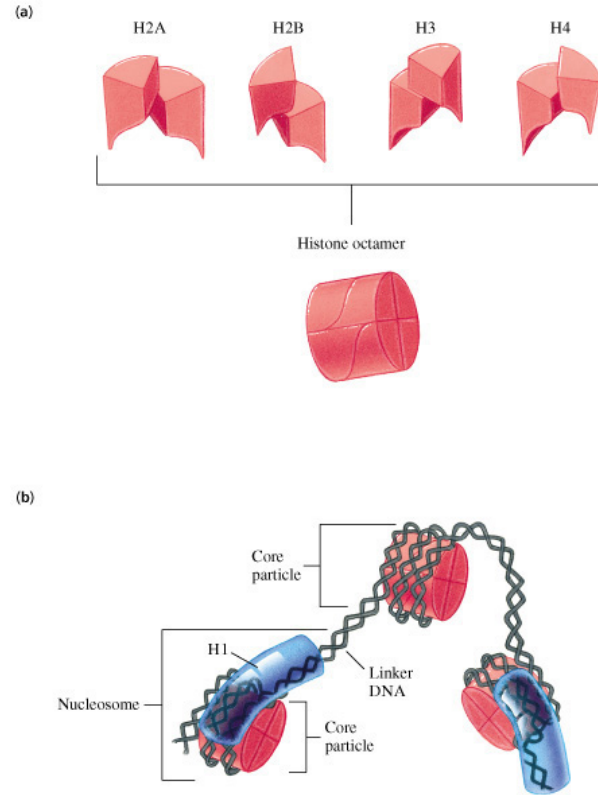 (a)
H2A
H2B
H3
H4
Histone octamer
(b)
Core
particle
H1
Linker
DNA
Nucleosome
Core
particle